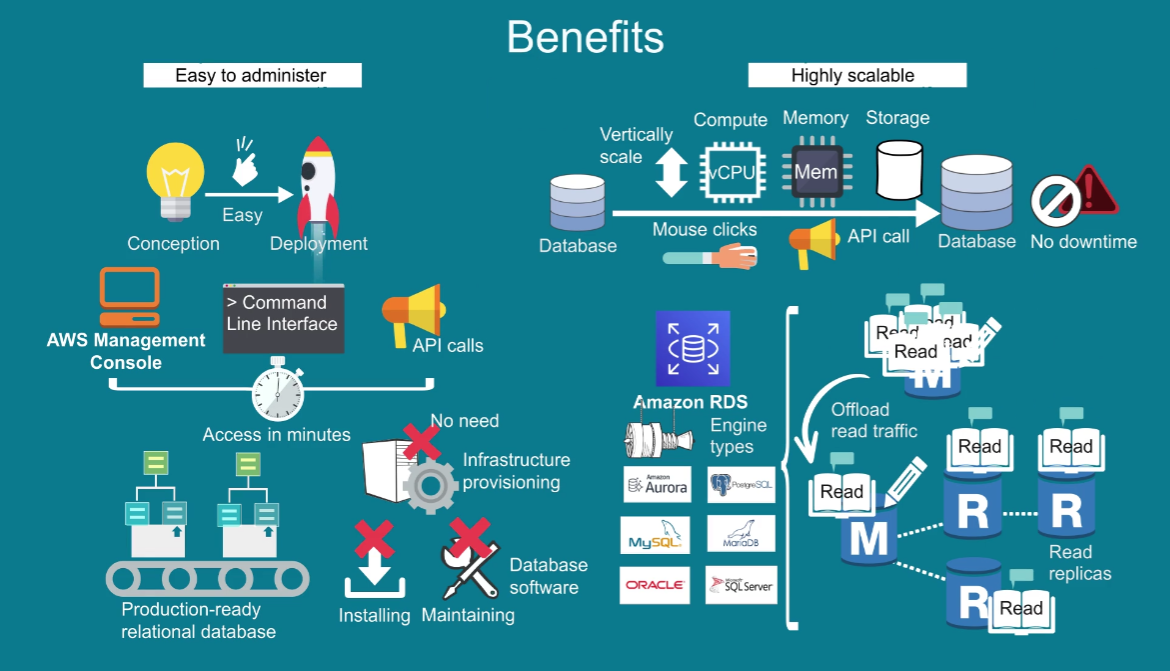 Benefits
Easy to administer
Conception
Easy
Deployment
AWS Management
Console
> Command
Line Interface
API calls
Access in minutes
Production-ready
relational database
No need
Infrastructure
provisioning
Installing
Maintaining
Database
software
Highly scalable
Vertically
scale
Compute
Memory
Storage
vCPU
Mem
Database
Mouse clicks
API call
Database
No downtime
Amazon RDS
Engine
types
Amazon
Aurora
PostgreSQL
MySQL
MariaDB
ORACLE
Microsoft
SQL Server
Read
Read
M
Offload
read traffic
Read
M
Read
R
Read
R
Read
replicas
R
Read